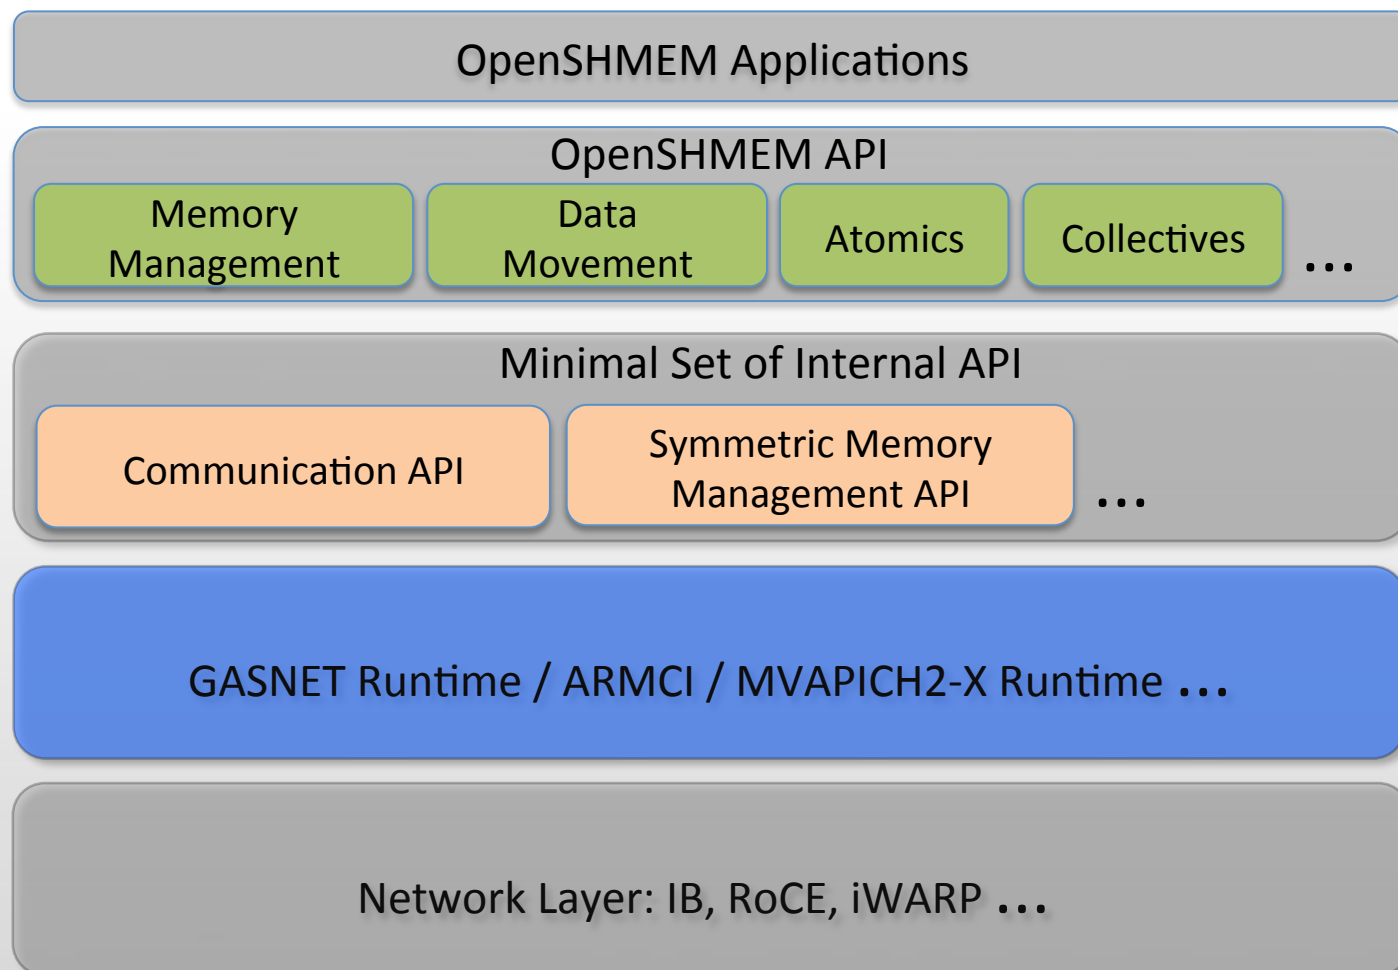 OpenSHMEM Applications
OpenSHMEM API
Memory
Management
Data
Movement
Atomics
Collectives
...
Minimal Set of Internal API
Communication API
Symmetric Memory
Management API
...
GASNET Runtime / ARMCI / MVAPICH2-X Runtime ...
Network Layer: IB, RoCE, iWARP ...